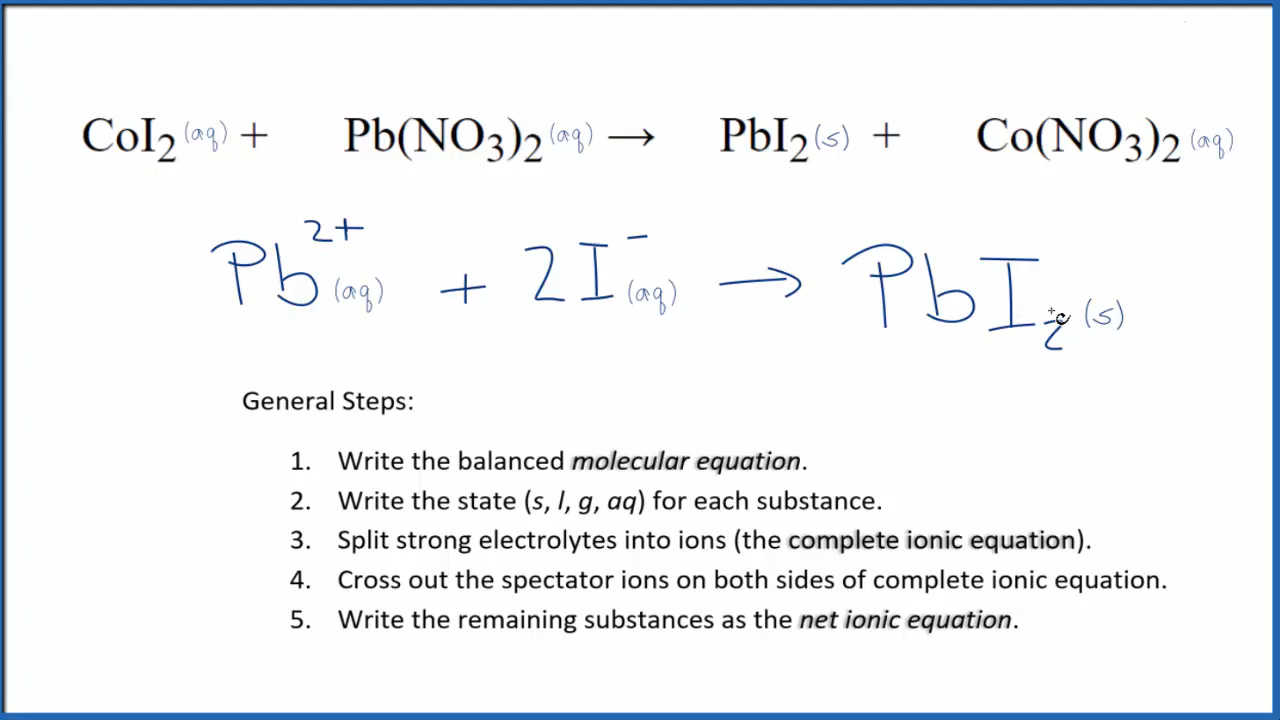 CoI₂ (aq) + Pb(NO₃)₂ (aq) → PbI₂ (s) + Co(NO₃)₂ (aq)
Pb²⁺ (aq) + 2I⁻ (aq) → PbI₂ (s)
General Steps:
1. Write the balanced molecular equation.
2. Write the state (s, l, g, aq) for each substance.
3. Split strong electrolytes into ions (the complete ionic equation).
4. Cross out the spectator ions on both sides of complete ionic equation.
5. Write the remaining substances as the net ionic equation.